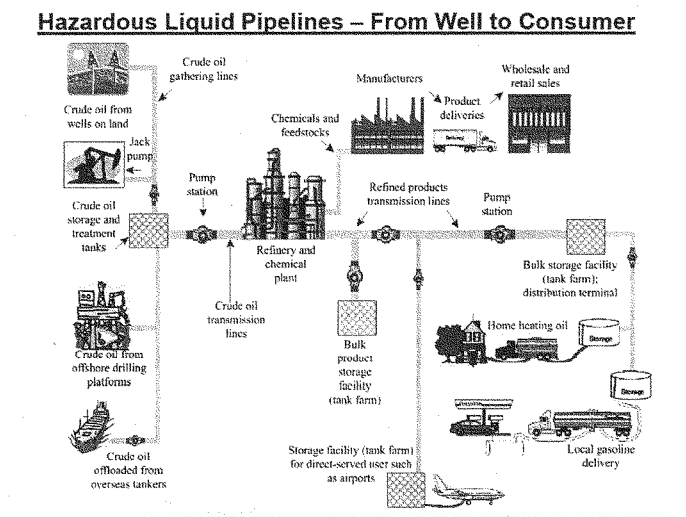 Hazardous Liquid Pipelines – From Well to Consumer
Crude oil
gathering lines
Crude oil from
wells on land
Jack
pump
Manufacturers
Wholesale and
retail sales
Product
deliveries
Chemicals and
feedstocks
Pump
station
Refined products
transmission lines
Pump
station
Crude oil
storage and
treatment
tanks
Refinery and
chemical
plant
Bulk storage facility
(tank farm);
distribution terminal
Crude oil
transmission
lines
Crude oil from
offshore drilling
platforms
Bulk
product
storage
facility
(tank farm)
Home heating oil
Storage
Storage
Local gasoline
delivery
Crude oil
offloaded from
overseas tankers
Storage facility (tank farm)
for direct-served user such
as airports